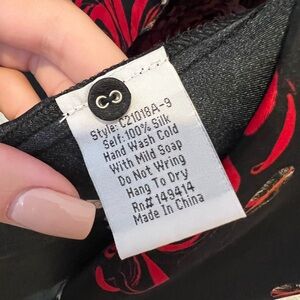 Style: C21018A-9
Self: 100% Silk
Hand Wash Cold
With Mild Soap
Do Not Wring
Hang To Dry
Rn# 149414
Made In China